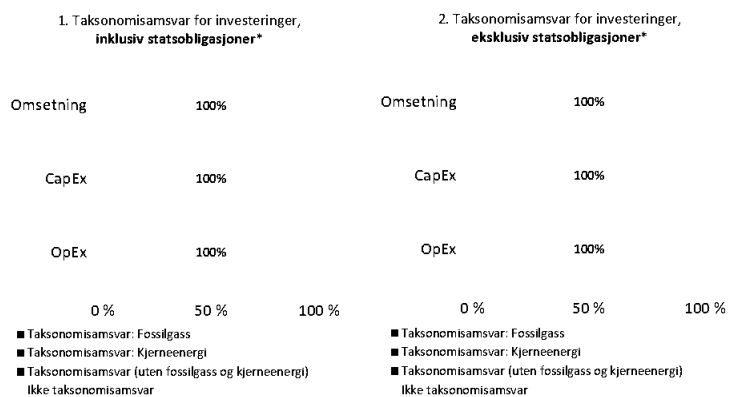 1. Taksonomisamsvar for investeringer,
inklusiv statsobligasjoner*
Omsetning 100%
CapEx 100%
OpEx 100%
0 % 50 % 100 %
Taksonomisamsvar: Fossilgass
Taksonomisamsvar: Kjerneenergi
Taksonomisamsvar (uten fossilgass og kjerneenergi)
Ikke taksonomisamsvar
2. Taksonomisamsvar for investeringer,
eksklusiv statsobligasjoner*
Omsetning 100%
CapEx 100%
OpEx 100%
0 % 50 % 100 %
Taksonomisamsvar: Fossilgass
Taksonomisamsvar: Kjerneenergi
Taksonomisamsvar (uten fossilgass og kjerneenergi)
Ikke taksonomisamsvar